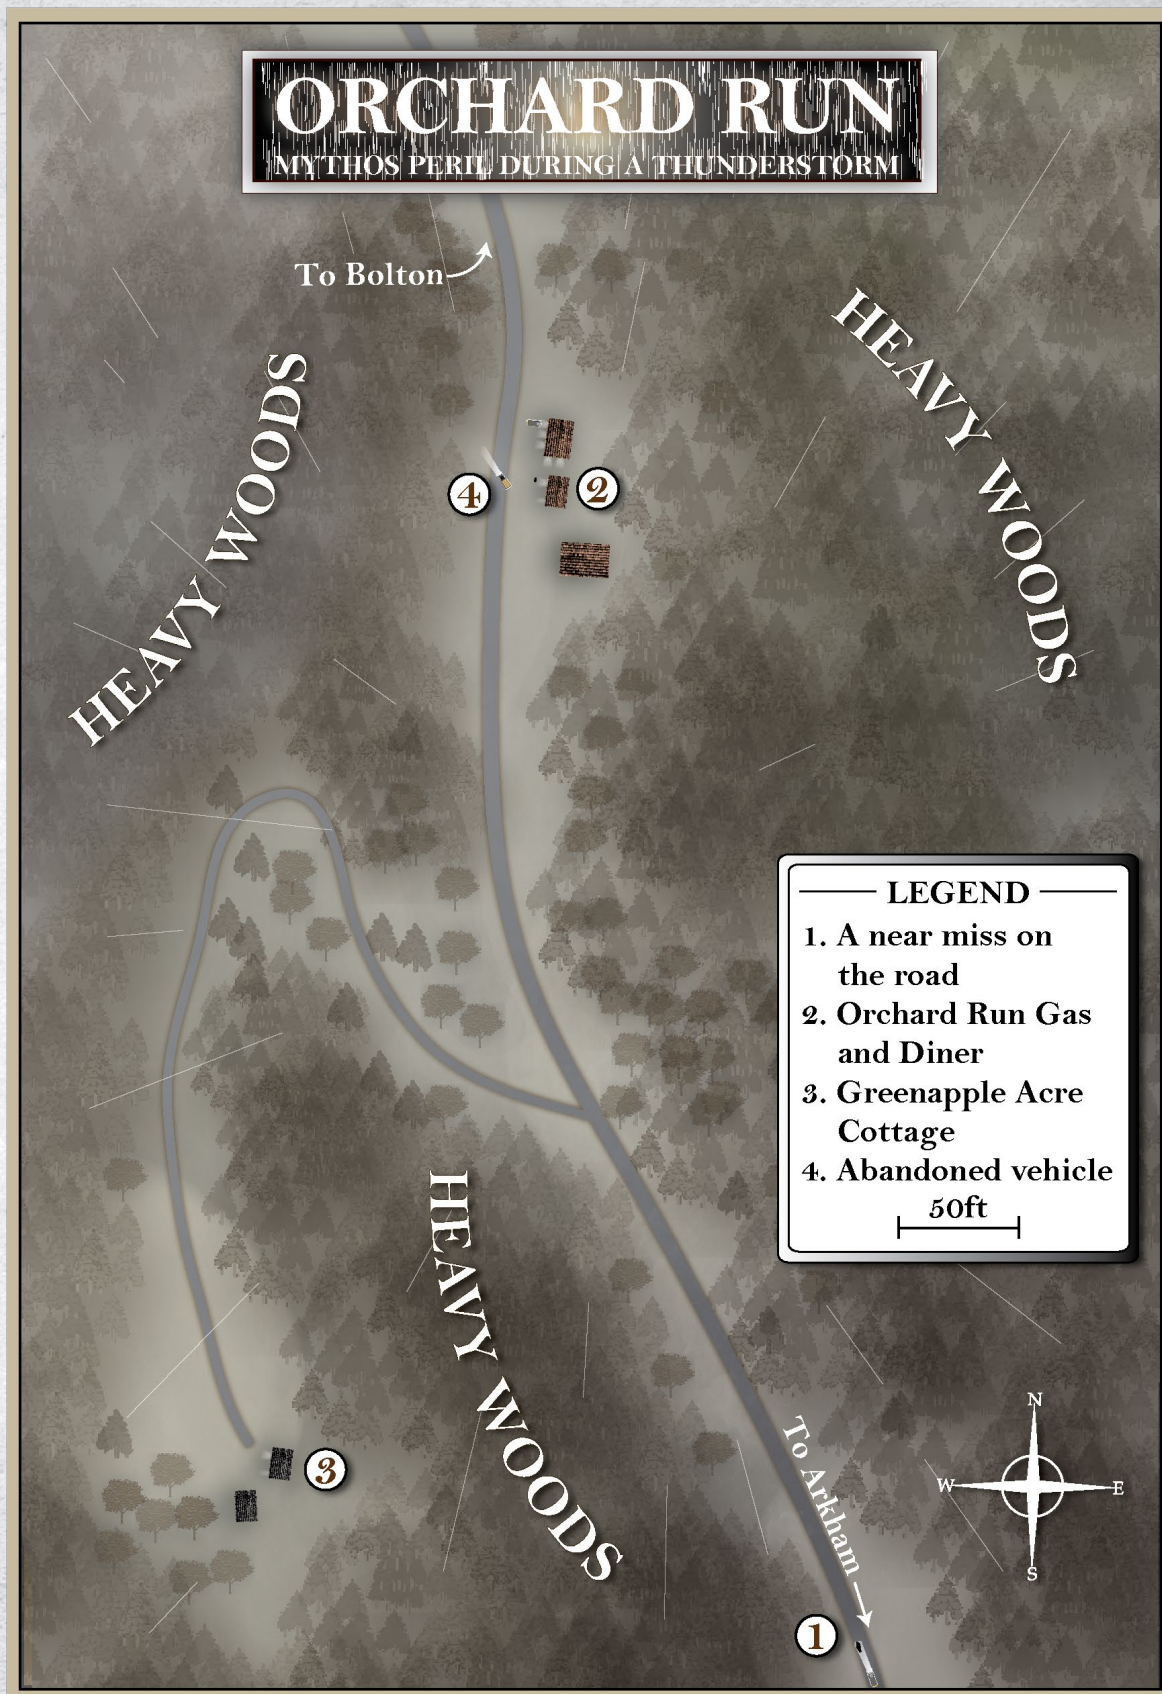 ORCHARD RUN
MYTHOS PERIL DURING A THUNDERSTORM
To Bolton
HEAVY WOODS
HEAVY WOODS
LEGEND
1. A near miss on
the road
2. Orchard Run Gas
and Diner
3. Greenapple Acre
Cottage
4. Abandoned vehicle
50ft
4
2
HEAVY WOODS
3
To Arkham
1
N
W
E
S